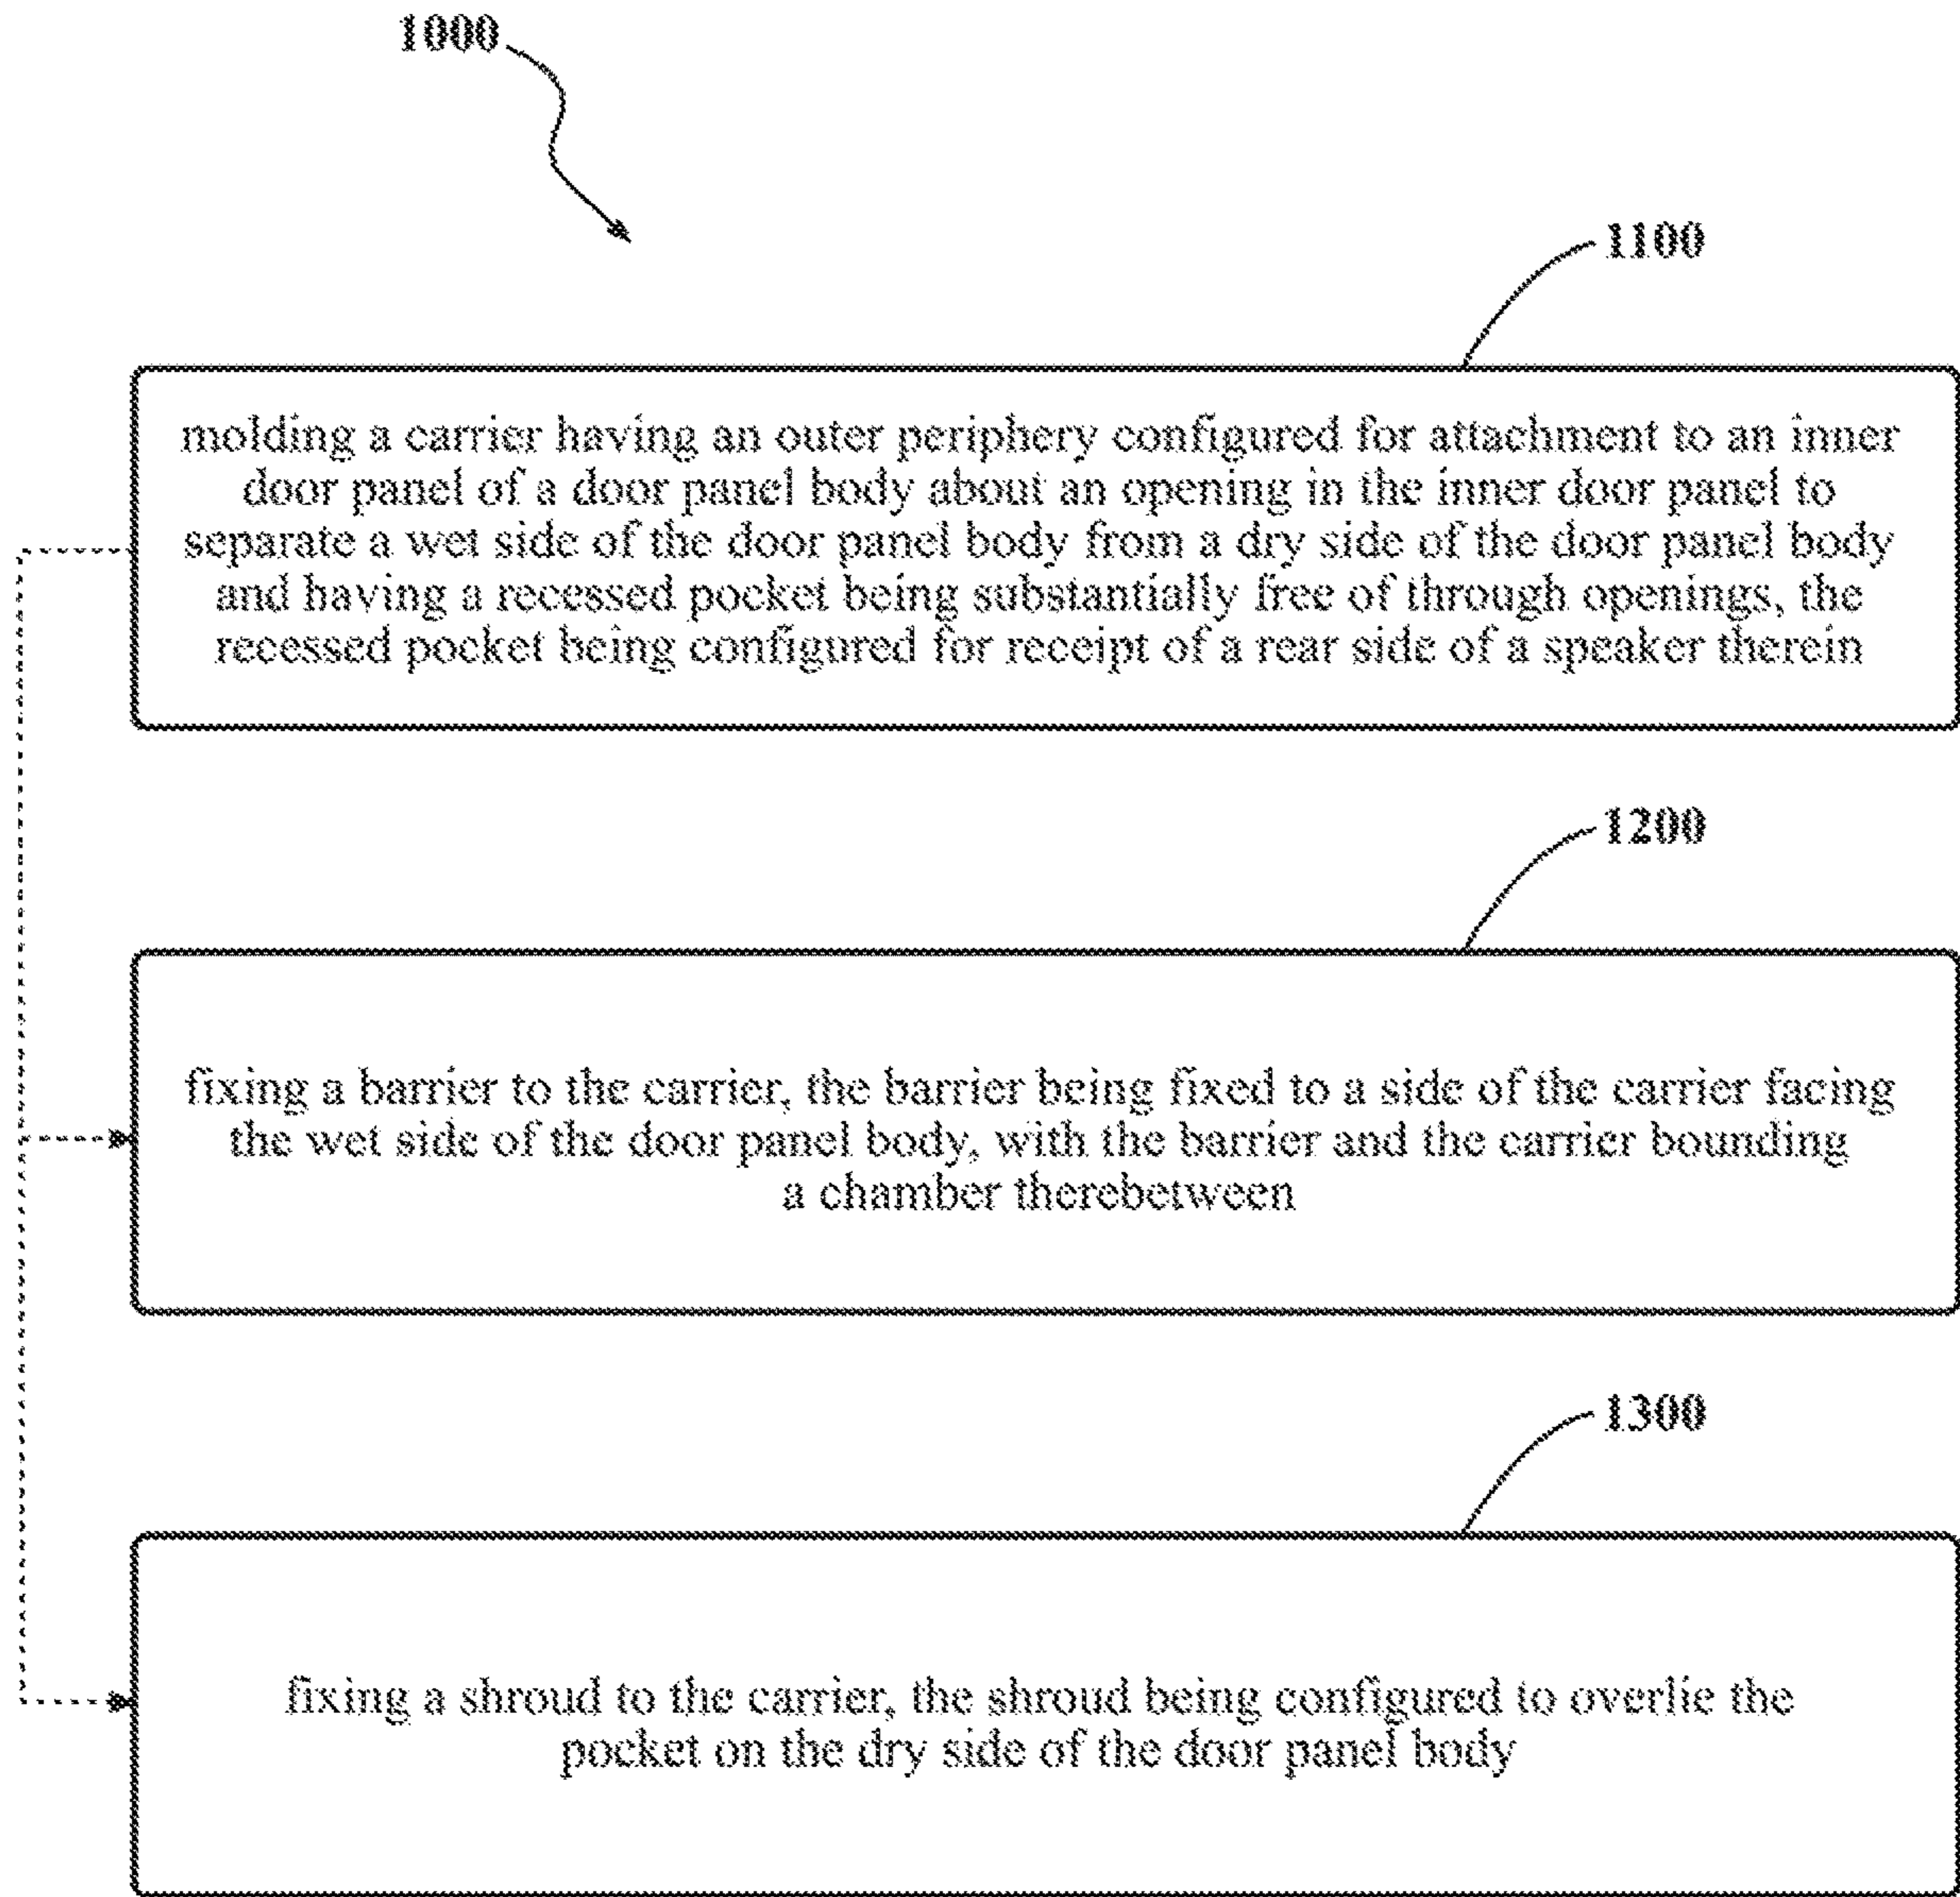 1000
1100
molding a carrier having an outer periphery configured for attachment to an inner
door panel of a door panel body about an opening in the inner door panel to
separate a wet side of the door panel body from a dry side of the door panel body
and having a recessed pocket being substantially free of through openings, the
recessed pocket being configured for receipt of a rear side of a speaker therein
1200
fixing a barrier to the carrier, the barrier being fixed to a side of the carrier facing
the wet side of the door panel body, with the barrier and the carrier bounding
a chamber therebetween
1300
fixing a shroud to the carrier, the shroud being configured to overlie the
pocket on the dry side of the door panel body